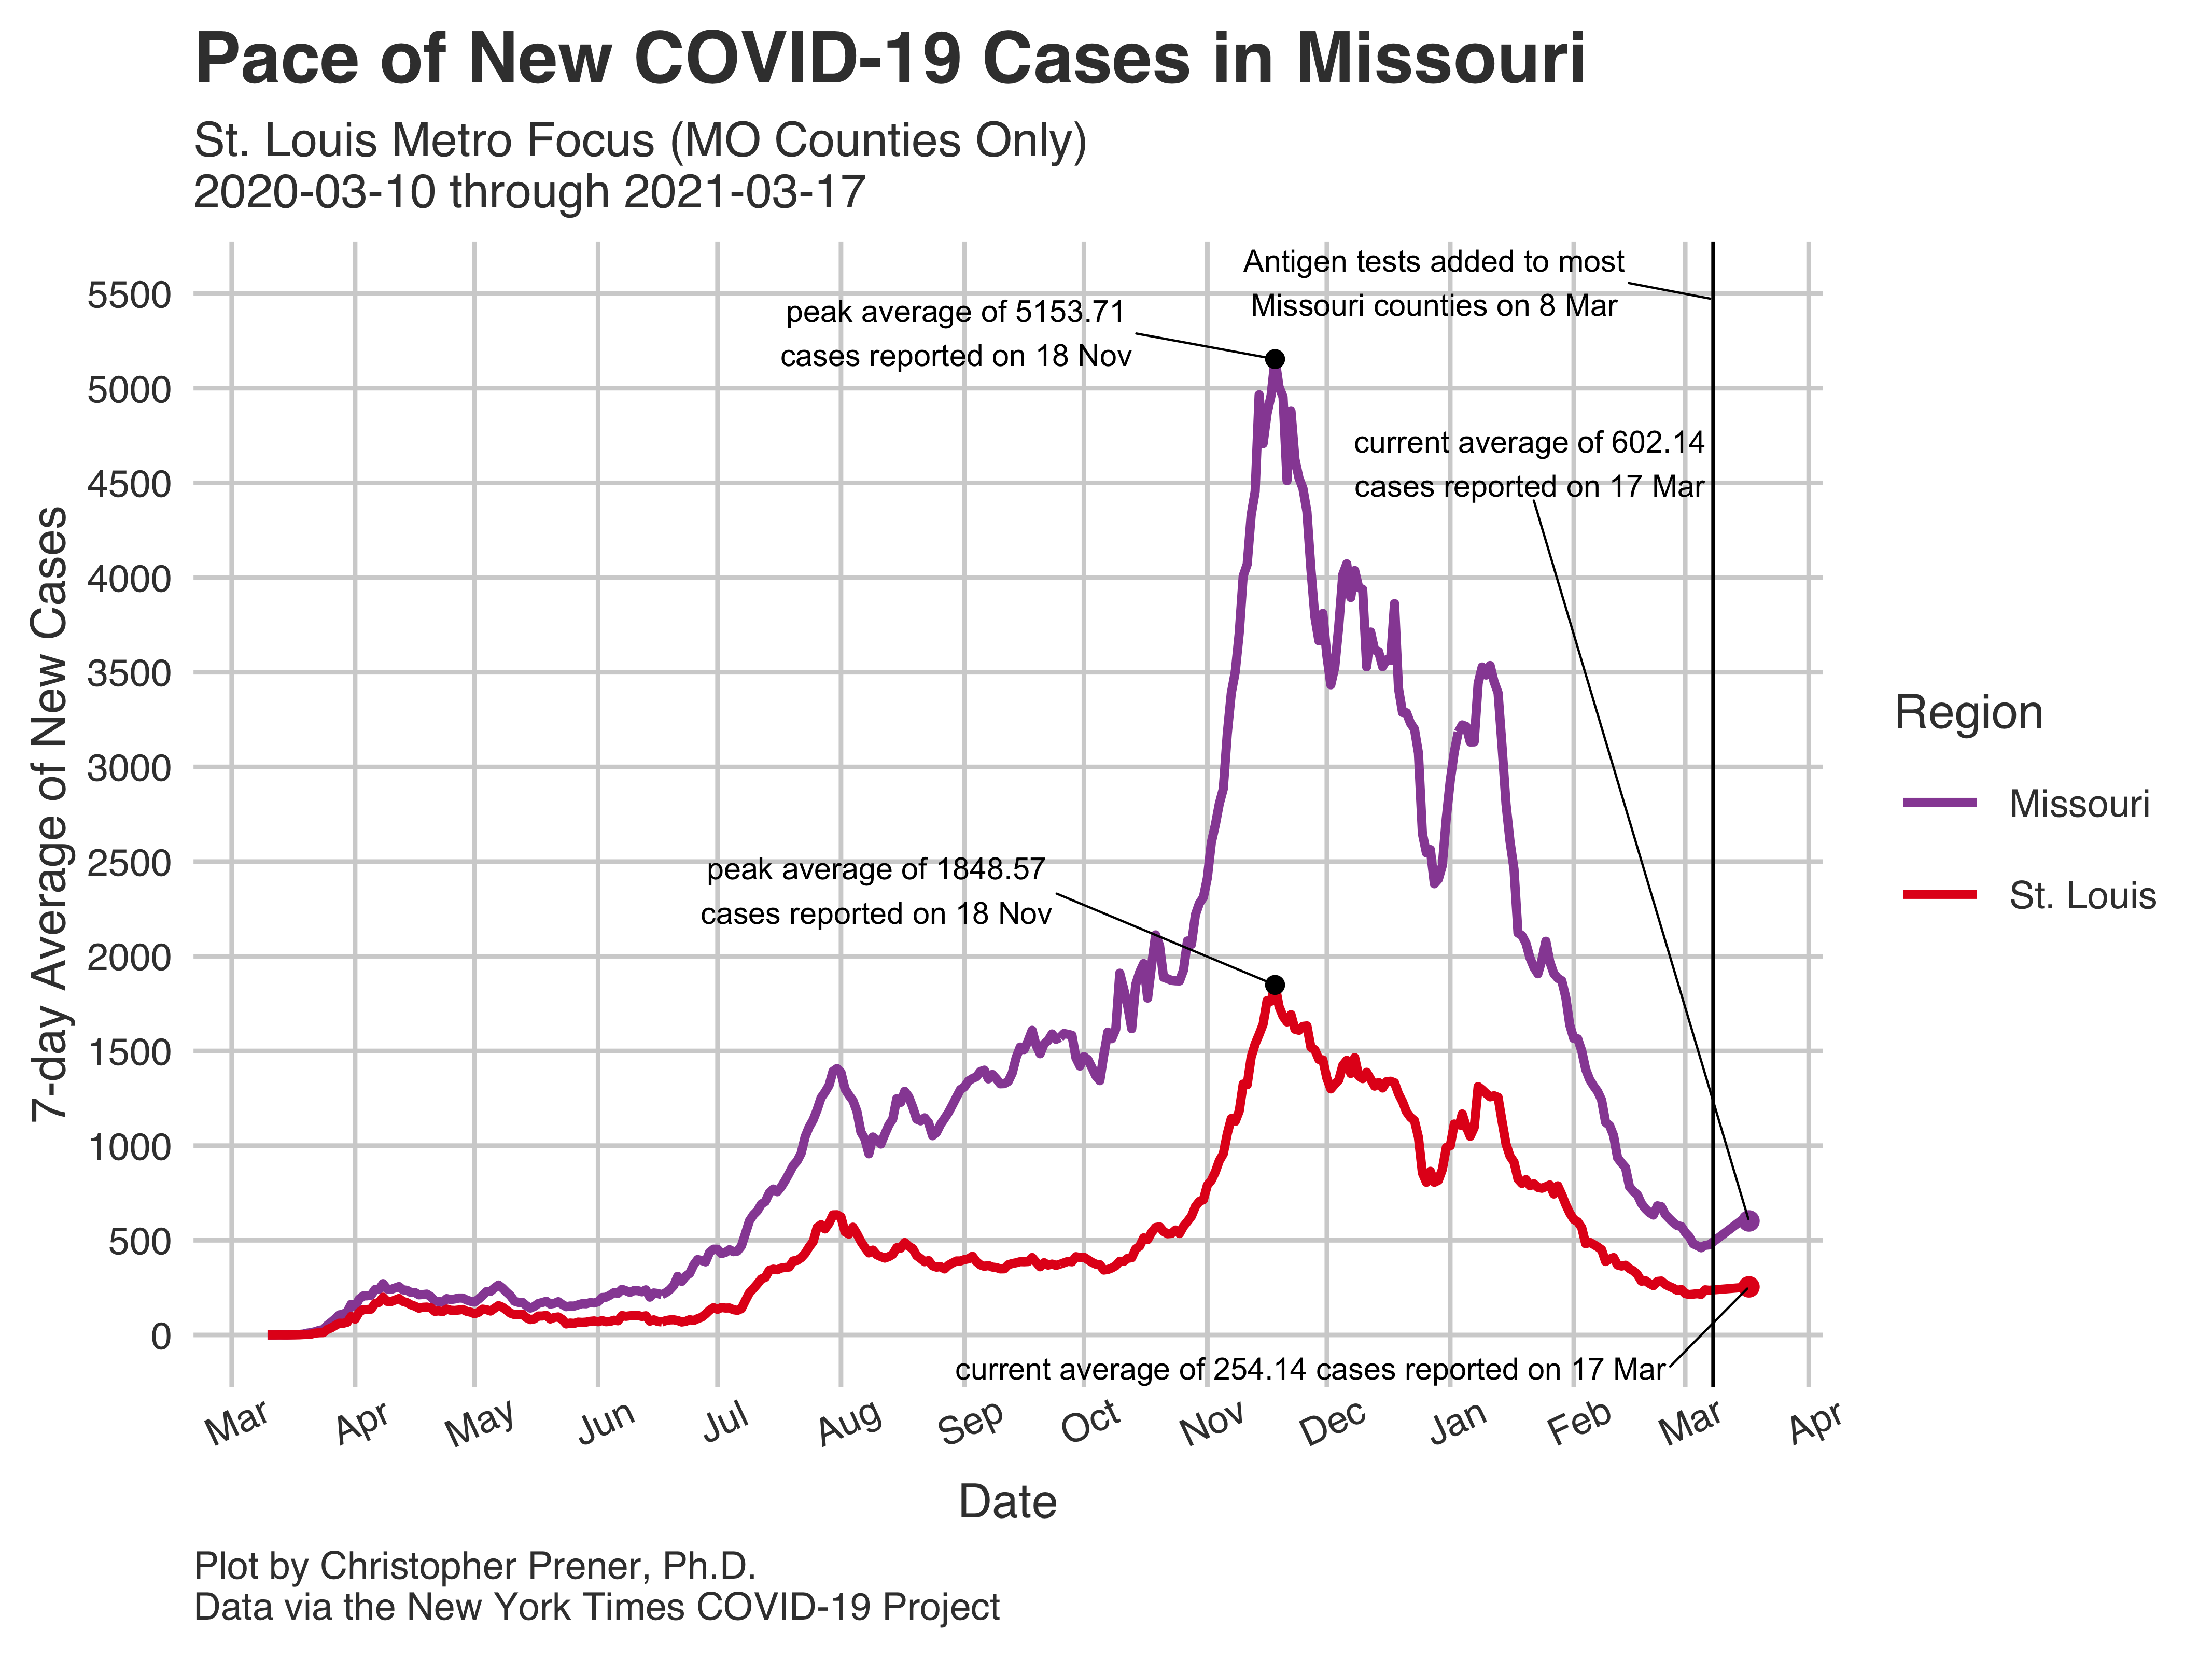 Pace of New COVID-19 Cases in Missouri
St. Louis Metro Focus (MO Counties Only)
2020-03-10 through 2021-03-17
Antigen tests added to most
Missouri counties on 8 Mar
peak average of 5153.71
cases reported on 18 Nov
current average of 602.14
cases reported on 17 Mar
peak average of 1848.57
cases reported on 18 Nov
current average of 254.14 cases reported on 17 Mar
7-day Average of New Cases
5500
5000
4500
4000
3500
3000
2500
2000
1500
1000
500
0
Mar
Apr
May
Jun
Jul
Aug
Sep
Oct
Nov
Dec
Jan
Feb
Mar
Apr
Date
Region
Missouri
St. Louis
Plot by Christopher Prener, Ph.D.
Data via the New York Times COVID-19 Project